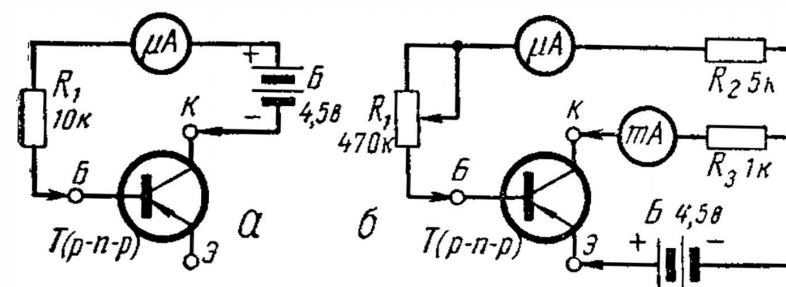 μA
+
R₁
10к
Б
4,5в
-
К
Б
T(p-n-p)
Э
а
μA
R₂ 5к
R₁
470к
К
mA
R₃ 1к
Б
T(p-n-p)
Э
Б 4,5в
+ -
б